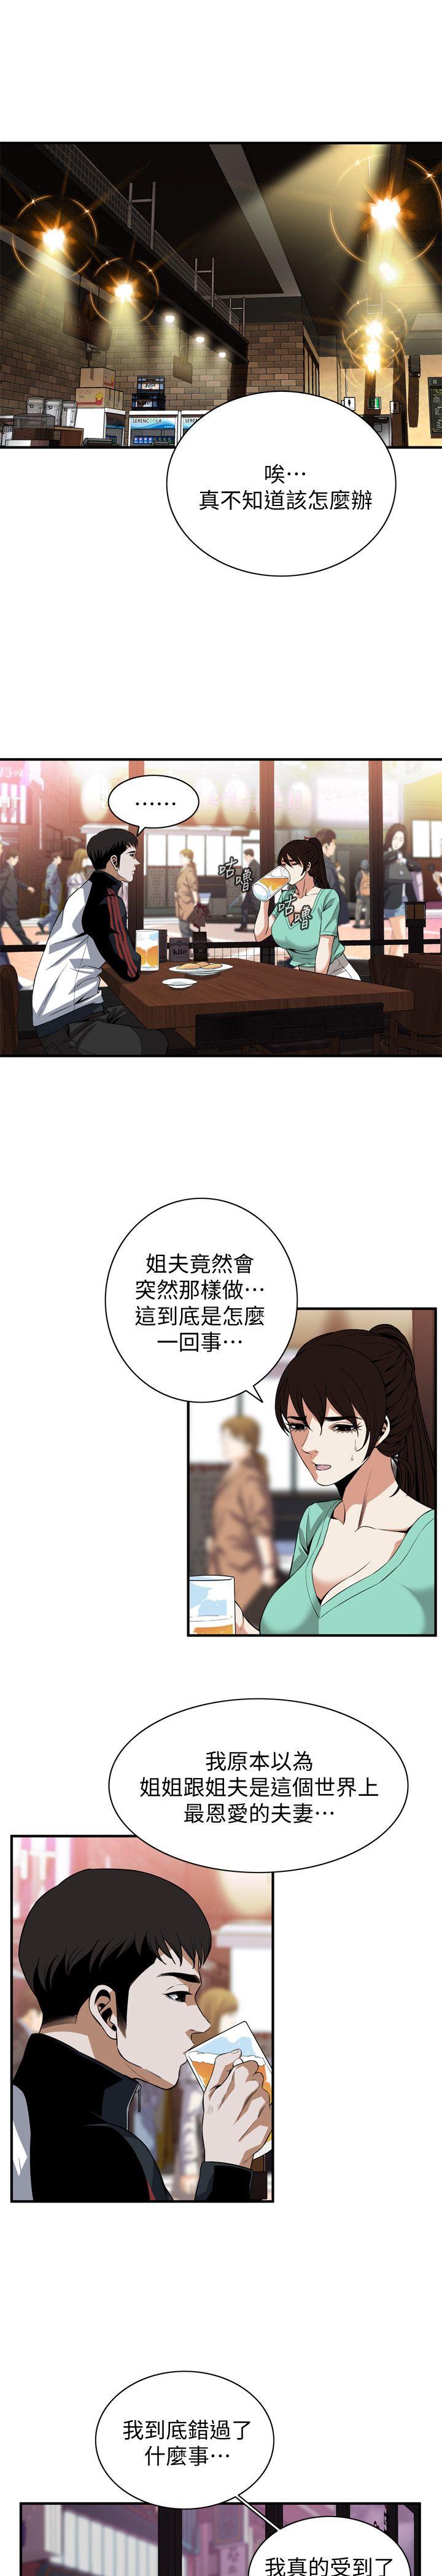 SERENCOOLA
SERENC
唉…
真不知道該怎麼辦
……
咕嚕
咕嚕
Kile
姐夫竟然會
突然那樣做…
這到底是怎麼
一回事…
我原本以為
姐姐跟姐夫是這個世界上
最恩愛的夫妻…
我到底錯過了
什麼事…
我真的受到了